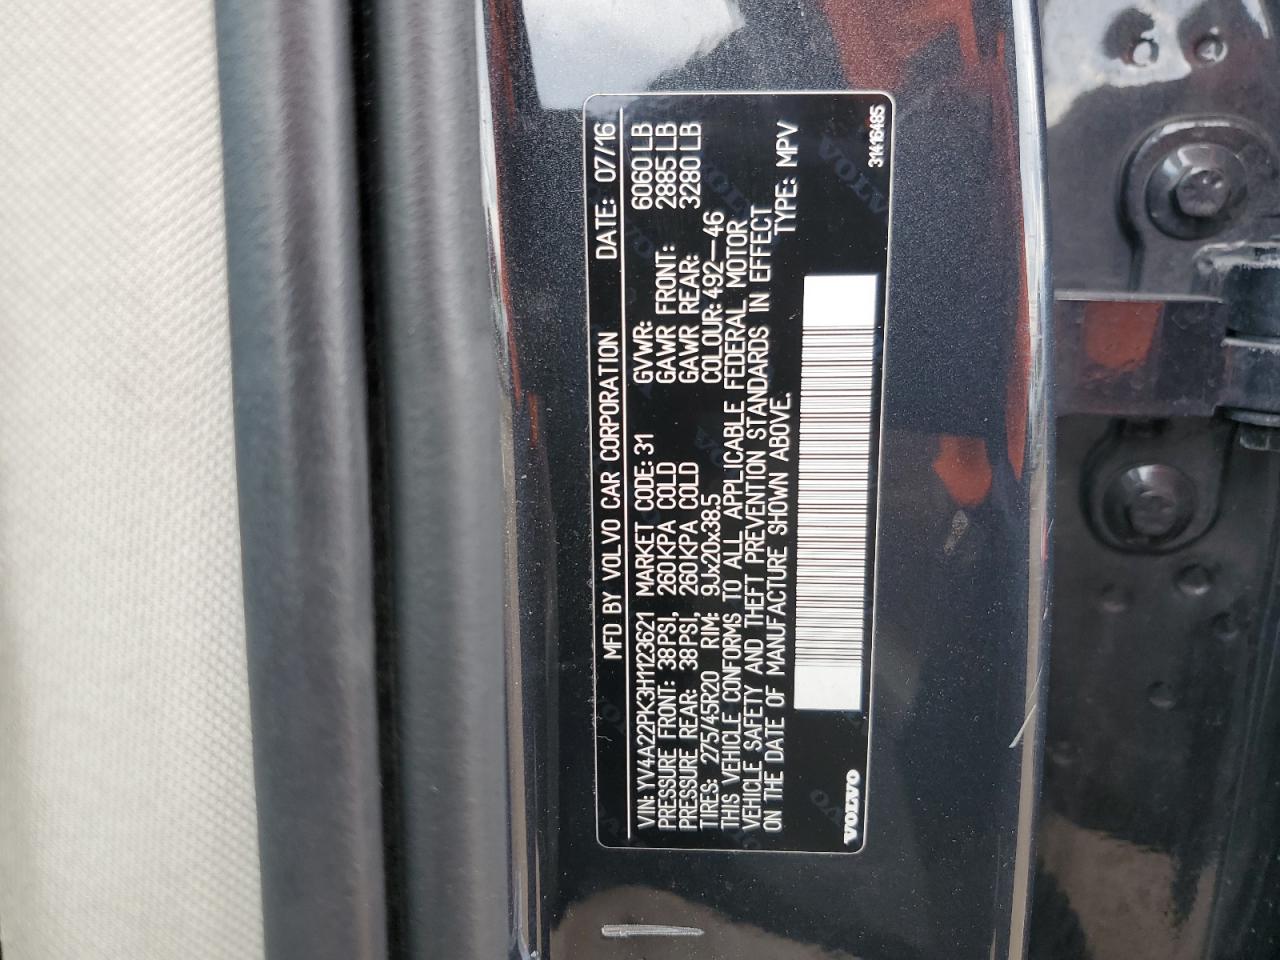 MFD BY VOLVO CAR CORPORATION DATE: 07/16
VIN: YV4A22PK3H1123621 MARKET CODE: 31 GVWR: 6060 LB
PRESSURE FRONT: 38PSI, 260KPA COLD GAWR FRONT: 2885 LB
PRESSURE REAR: 38PSI, 260KPA COLD GAWR REAR: 3280 LB
TIRES: 275/45R20 RIM: 9Jx20x38.5 COLOUR: 492-46
THIS VEHICLE CONFORMS TO ALL APPLICABLE FEDERAL MOTOR
VEHICLE SAFETY AND THEFT PREVENTION STANDARDS IN EFFECT
ON THE DATE OF MANUFACTURE SHOWN ABOVE. TYPE: MPV
VOLVO 31416485